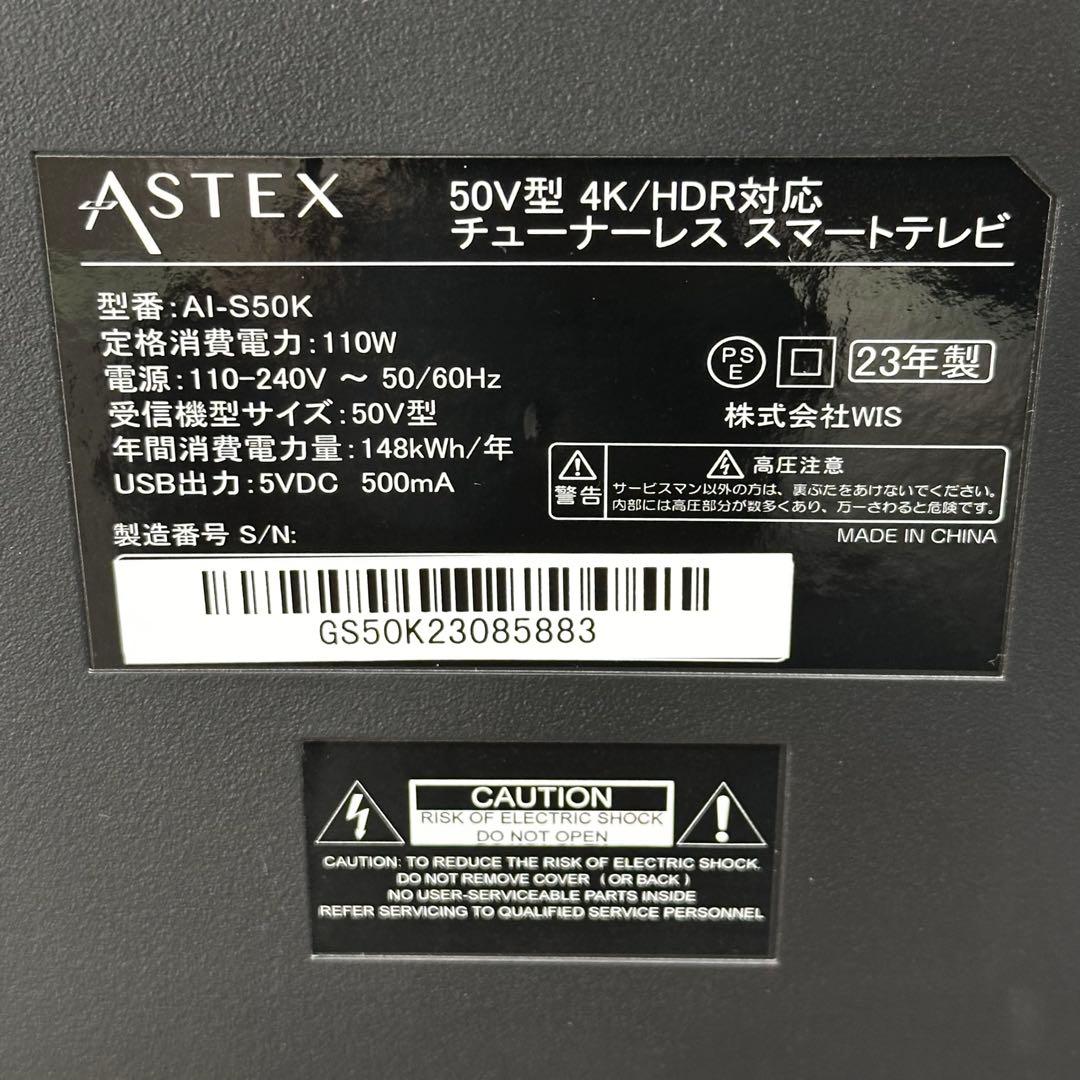 ASTEX
50V型 4K/HDR対応
チューナーレス スマートテレビ
型番:AI-S50K
定格消費電力:110W
電源:110-240V ～ 50/60Hz
受信機型サイズ:50V型
年間消費電力量:148kWh/年
USB出力:5VDC 500mA
PSE
23年製
株式会社WIS
警告
高圧注意
サービスマン以外の方は、裏ぶたをあけないでください。
内部には高圧部分が数多くあり、万一さわると危険です。
MADE IN CHINA
製造番号 S/N:
GS50K23085883
CAUTION
RISK OF ELECTRIC SHOCK
DO NOT OPEN
CAUTION: TO REDUCE THE RISK OF ELECTRIC SHOCK.
DO NOT REMOVE COVER (OR BACK)
NO USER-SERVICEABLE PARTS INSIDE
REFER SERVICING TO QUALIFIED SERVICE PERSONNEL